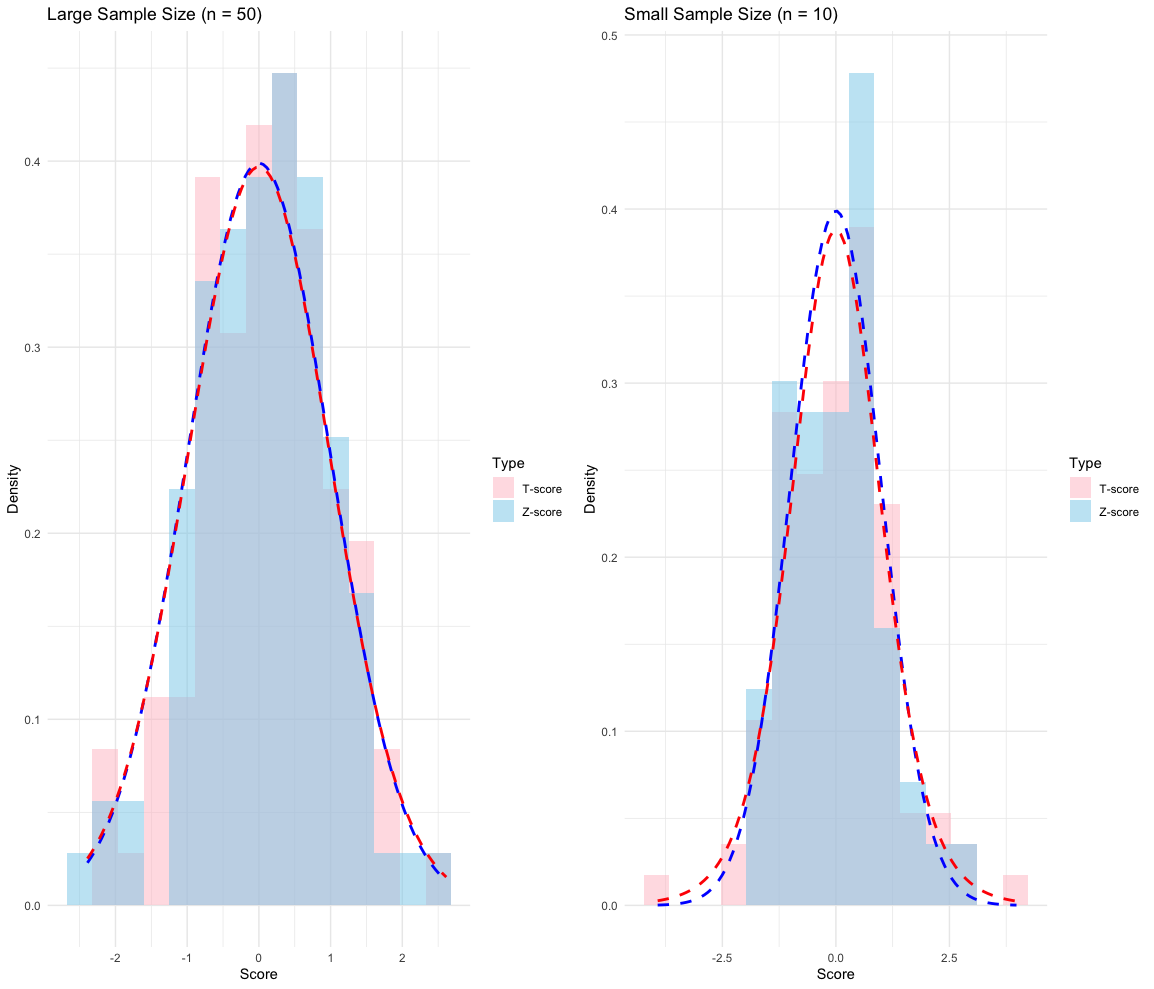 Large Sample Size (n = 50)
Density
0.4
0.3
0.2
0.1
0.0
-2
-1
0
1
2
Score
Type
T-score
Z-score
Small Sample Size (n = 10)
Density
0.5
0.4
0.3
0.2
0.1
0.0
-2.5
0.0
2.5
Score
Type
T-score
Z-score